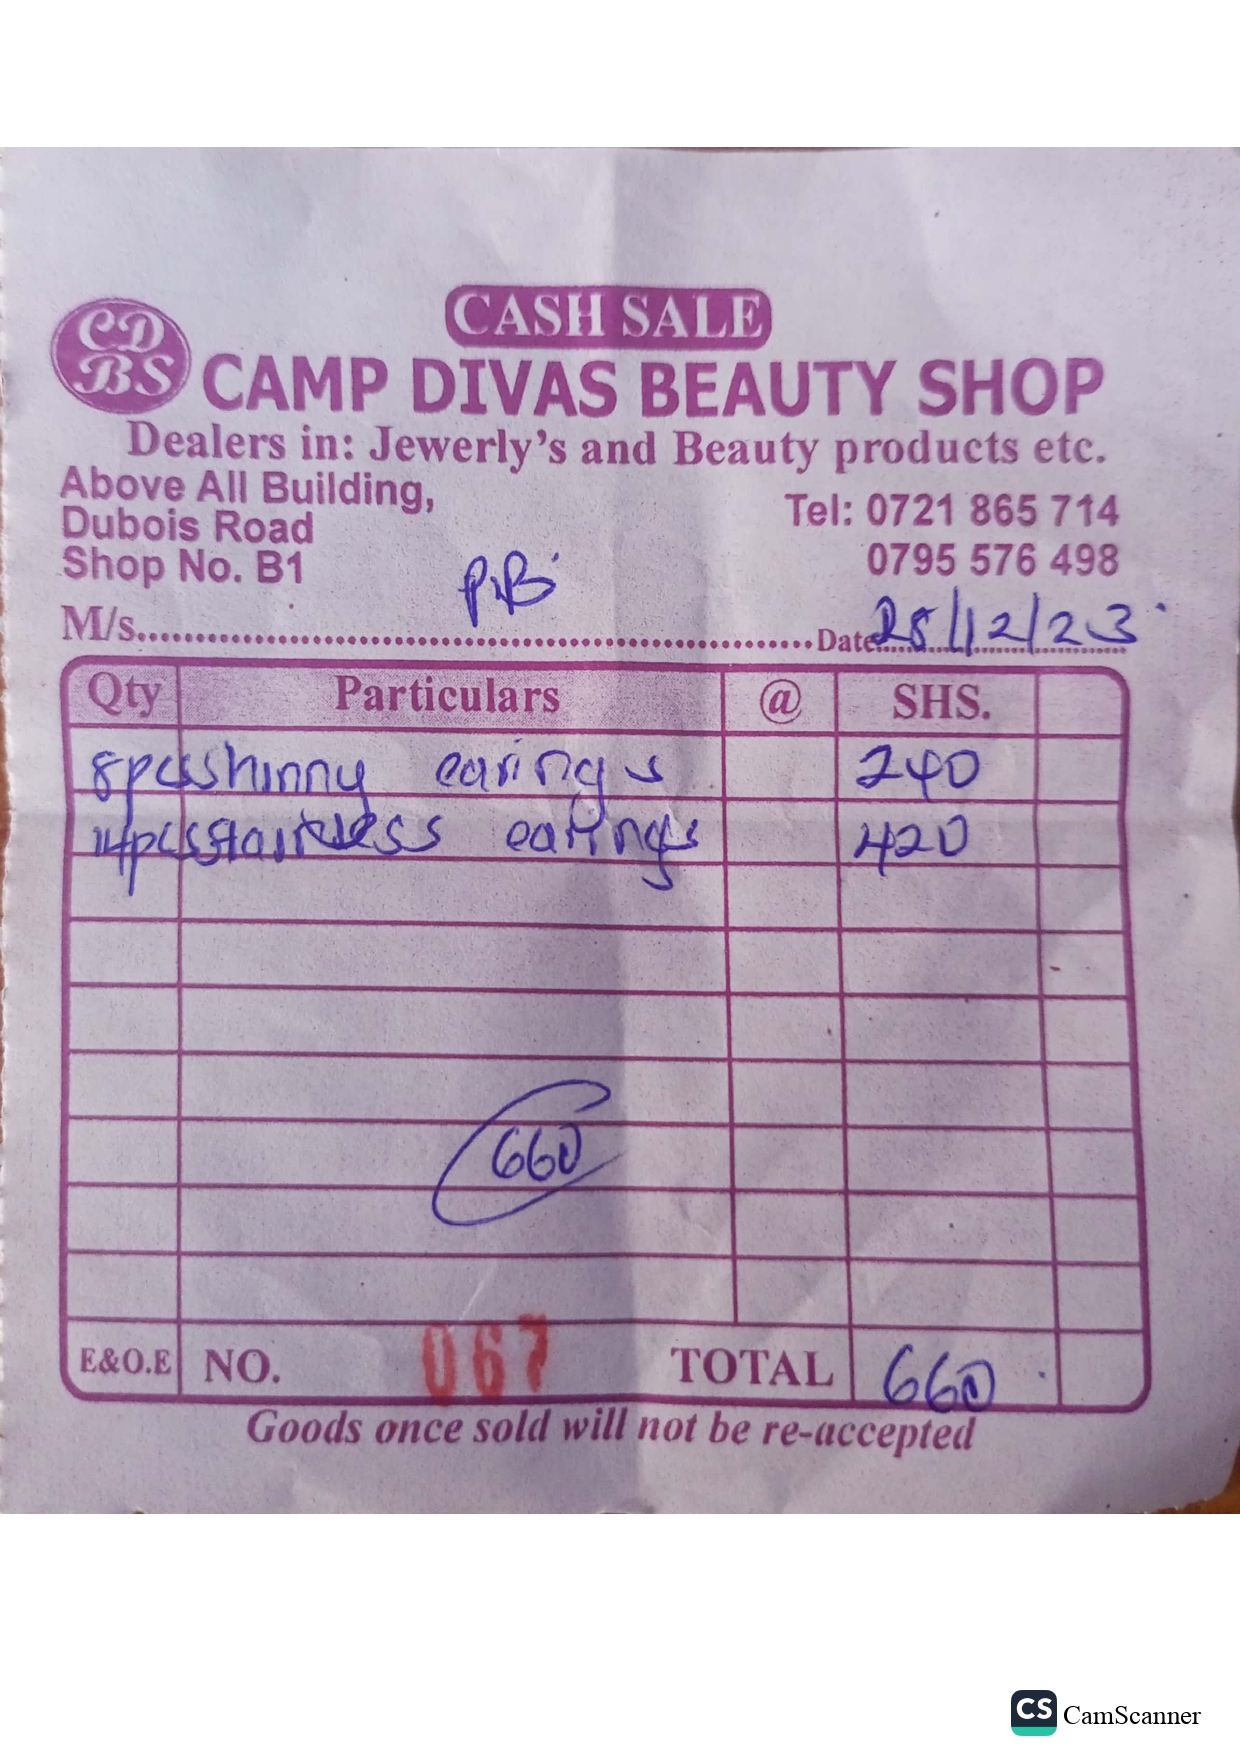 CASH SALE
CD
BS
CAMP DIVAS BEAUTY SHOP
Dealers in: Jewerly's and Beauty products etc.
Above All Building,
Dubois Road
Shop No. B1
Tel: 0721 865 714
0795 576 498
M/s.
Date 28/12/23
Qty Particulars @ SHS.
8pcs shinny earings 240
14pcs stainless earings 420
660
E&O.E NO. 067 TOTAL 660
Goods once sold will not be re-accepted
CS CamScanner